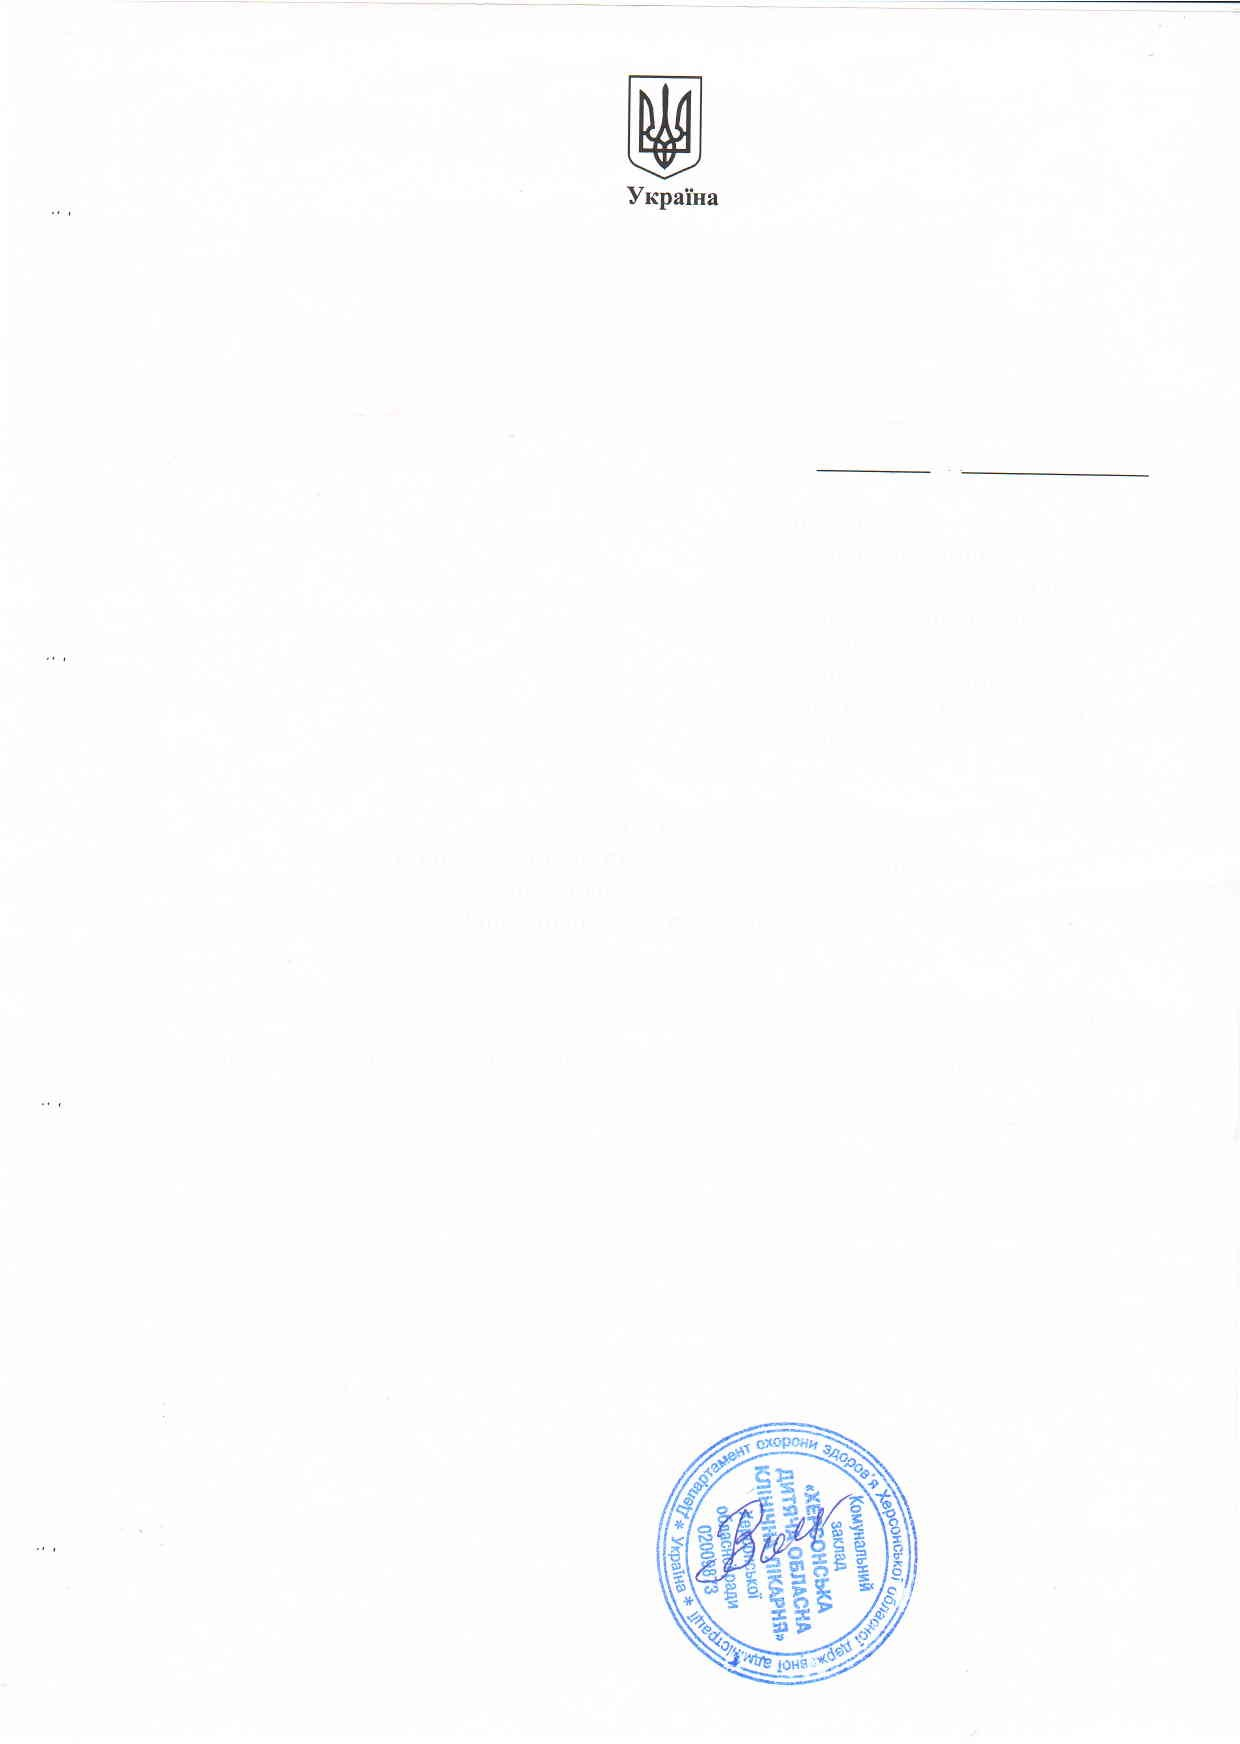 Україна
* Департамент охорони здоров'я Херсонської обласної державної адміністрації * Україна
Комунальний
заклад
«ХЕРСОНСЬКА
ДИТЯЧА ОБЛАСНА
КЛІНІЧНА ЛІКАРНЯ»
Херсонської
обласної ради